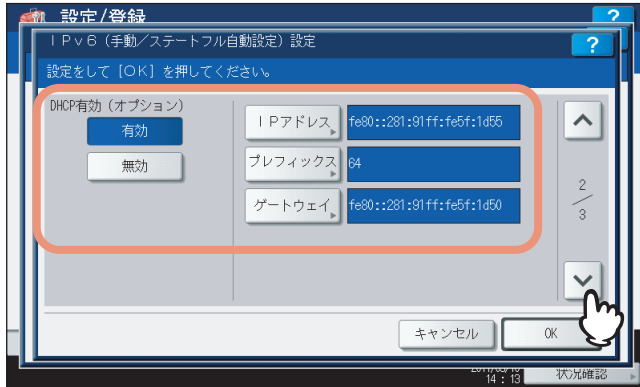 設定/登録
?
IPv6（手動/ステートフル自動設定）設定
?
設定をして［OK］を押してください。
DHCP有効（オプション）
有効
無効
IPアドレス
fe80::281:91ff:fe5f:1d55
プレフィックス
64
ゲートウェイ
fe80::281:91ff:fe5f:1d50
2
3
キャンセル
OK
14：13
状況確認